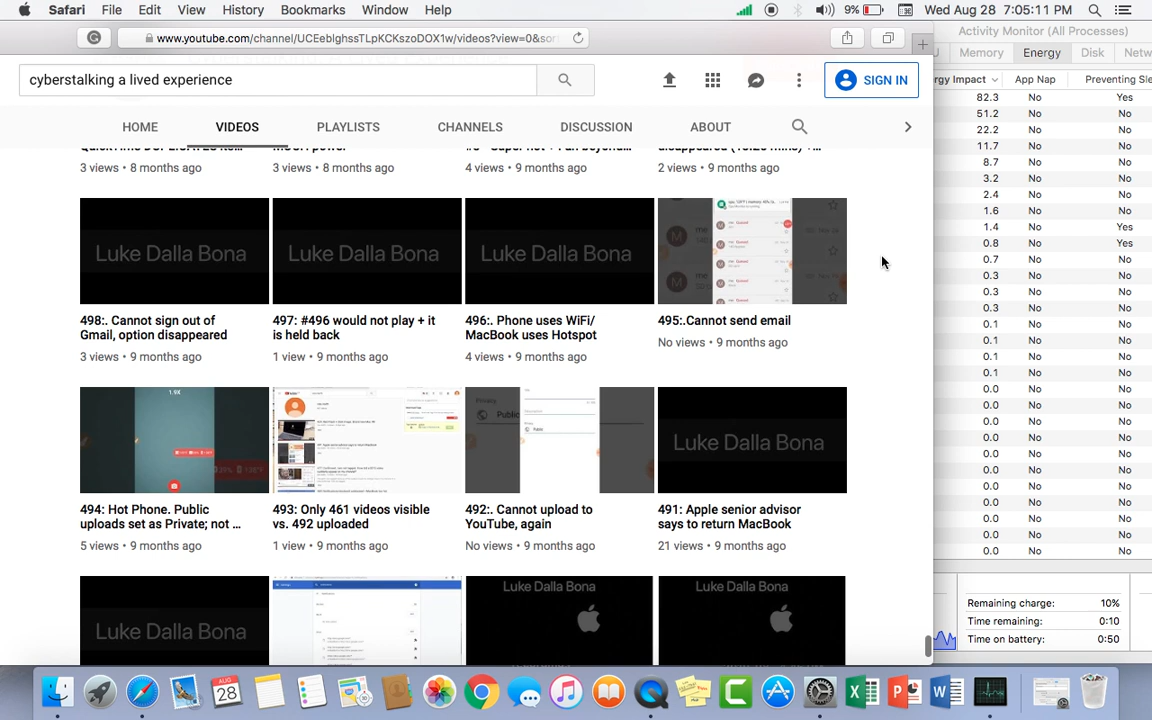 Safari File Edit View History Bookmarks Window Help 9% Wed Aug 28 7:05:11 PM
www.youtube.com/channel/UCEeblghssTLpKCKszoDOX1w/videos?view=0&sor
Activity Monitor (All Processes)
Memory Energy Disk Netw
cyberstalking a lived experience
SIGN IN
rgy Impact App Nap Preventing Sle
HOME VIDEOS PLAYLISTS CHANNELS DISCUSSION ABOUT
3 views • 8 months ago
3 views • 8 months ago
4 views • 9 months ago
2 views • 9 months ago
Luke Dalla Bona
Luke Dalla Bona
Luke Dalla Bona
498:. Cannot sign out of
Gmail, option disappeared
3 views • 9 months ago
497: #496 would not play + it
is held back
1 view • 9 months ago
496:. Phone uses WiFi/
MacBook uses Hotspot
4 views • 9 months ago
495:.Cannot send email
No views • 9 months ago
1.9X
Public
Public
Luke Dalla Bona
494: Hot Phone. Public
uploads set as Private; not ...
5 views • 9 months ago
493: Only 461 videos visible
vs. 492 uploaded
1 view • 9 months ago
492:. Cannot upload to
YouTube, again
No views • 9 months ago
491: Apple senior advisor
says to return MacBook
21 views • 9 months ago
Luke Dalla Bona
Luke Dalla Bona
Luke Dalla Bona
82.3 No Yes
51.2 No No
22.2 No No
11.7 No Yes
8.7 No No
3.2 No No
2.4 No No
1.6 No No
1.4 No Yes
0.8 No Yes
0.7 No No
0.3 No No
0.3 No No
0.3 No No
0.1 No No
0.1 No No
0.1 No No
0.1 No No
0.0 No No
0.0 No No
0.0 No No
0.0 No No
0.0 No No
0.0 No No
0.0 No No
0.0 No No
0.0 No No
0.0 No No
0.0 No No
Remaining charge: 10%
Time remaining: 0:10
Time on battery: 0:50
AUG
28